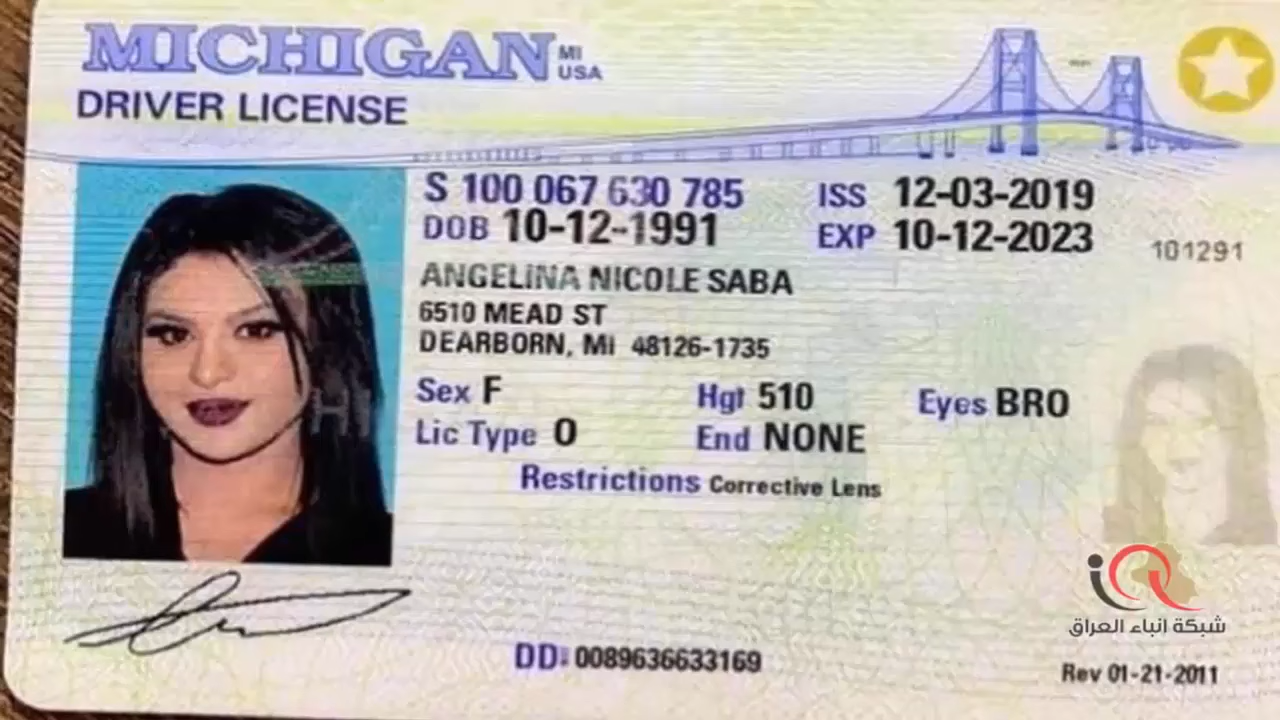 MICHIGAN MI USA
DRIVER LICENSE
S 100 067 630 785 ISS 12-03-2019
DOB 10-12-1991 EXP 10-12-2023
101291
ANGELINA NICOLE SABA
6510 MEAD ST
DEARBORN, MI 48126-1735
Sex F Hgt 510 Eyes BRO
Lic Type O End NONE
Restrictions Corrective Lens
iQ
شبكة انباء العراق
DD: 0089636633169
Rev 01-21-2011